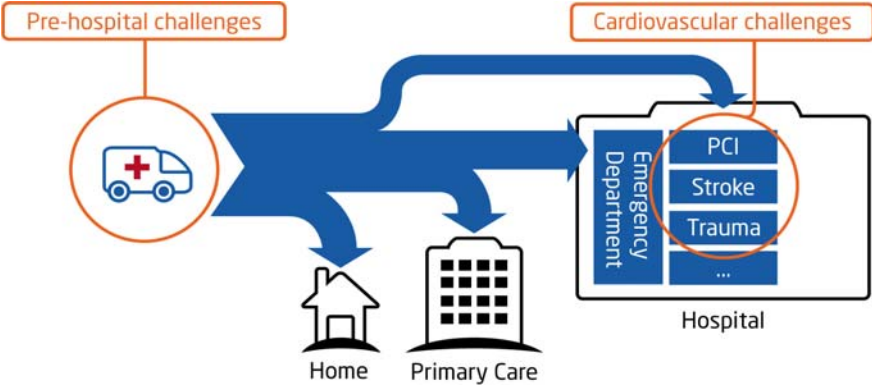 Pre-hospital challenges
Cardiovascular challenges
Emergency
Department
PCI
Stroke
Trauma
...
Hospital
Home
Primary Care